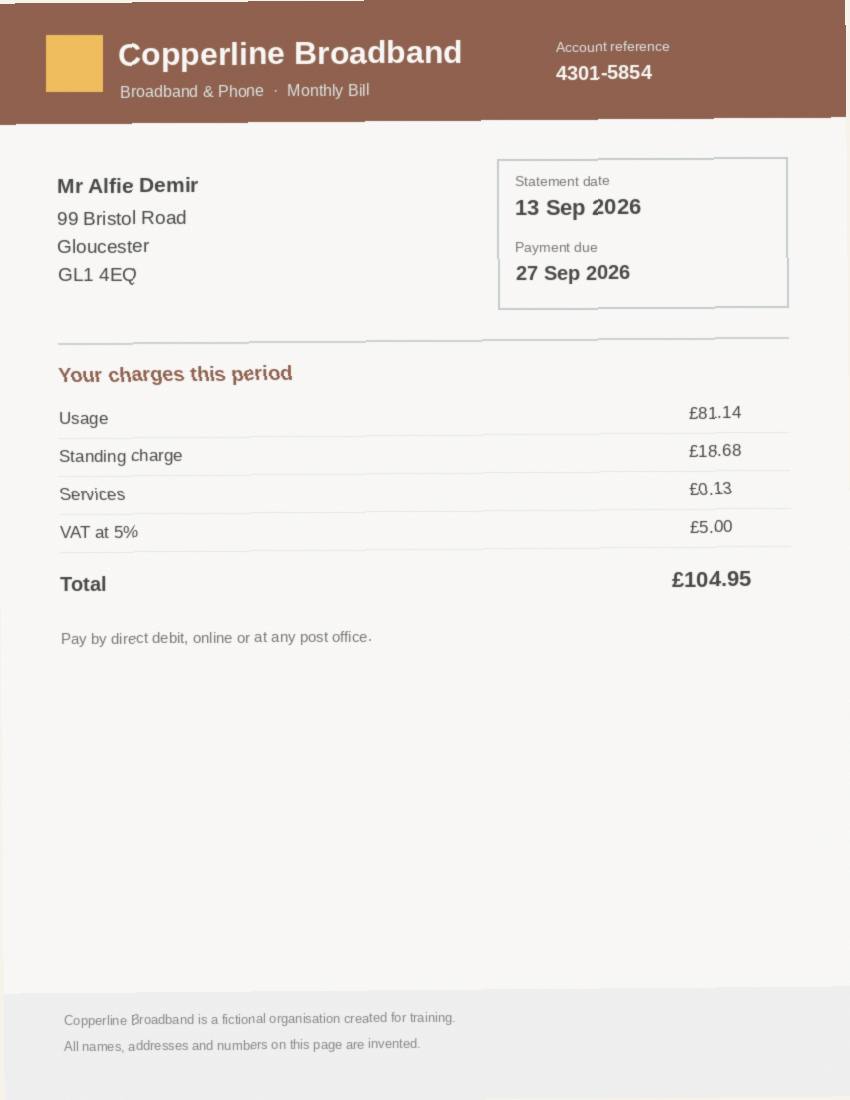 Copperline Broadband
Broadband & Phone · Monthly Bill
Account reference
4301-5854
Mr Alfie Demir
99 Bristol Road
Gloucester
GL1 4EQ
Statement date
13 Sep 2026
Payment due
27 Sep 2026
Your charges this period
Usage £81.14
Standing charge £18.68
Services £0.13
VAT at 5% £5.00
Total £104.95
Pay by direct debit, online or at any post office.
Copperline Broadband is a fictional organisation created for training.
All names, addresses and numbers on this page are invented.